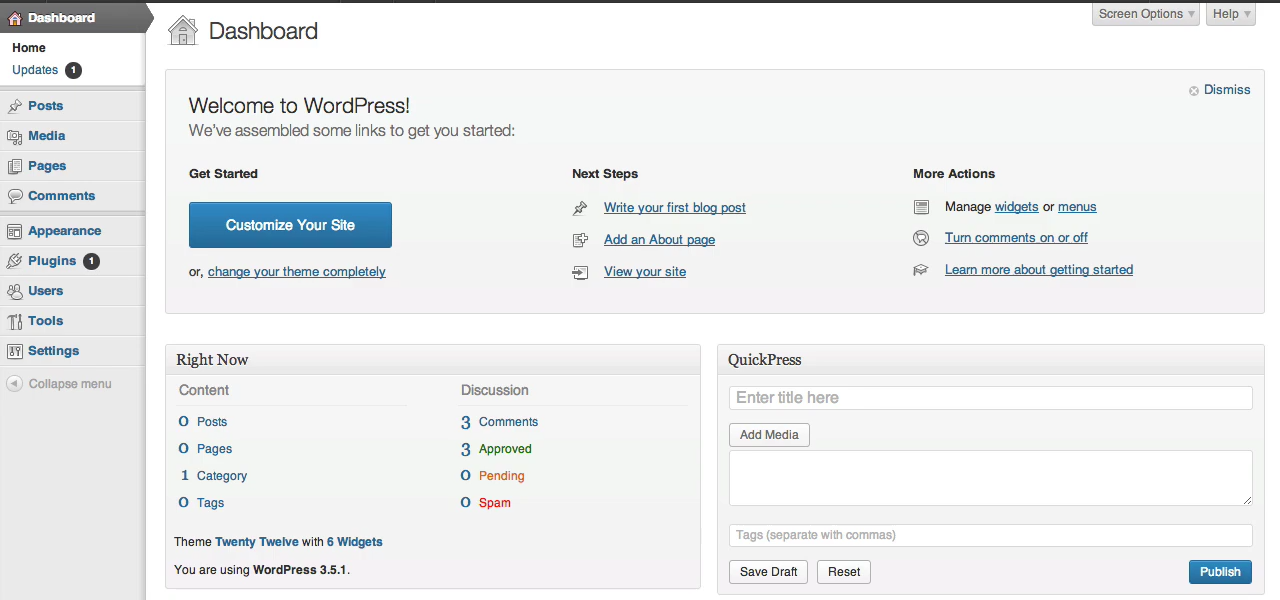 Dashboard
Home
Updates 1
Posts
Media
Pages
Comments
Appearance
Plugins 1
Users
Tools
Settings
Collapse menu
Dashboard
Screen Options
Help
Welcome to WordPress!
Dismiss
We've assembled some links to get you started:
Get Started
Customize Your Site
or, change your theme completely
Next Steps
Write your first blog post
Add an About page
View your site
More Actions
Manage widgets or menus
Turn comments on or off
Learn more about getting started
Right Now
Content
0 Posts
0 Pages
1 Category
0 Tags
Discussion
3 Comments
3 Approved
0 Pending
0 Spam
Theme Twenty Twelve with 6 Widgets
You are using WordPress 3.5.1.
QuickPress
Enter title here
Add Media
Tags (separate with commas)
Save Draft
Reset
Publish